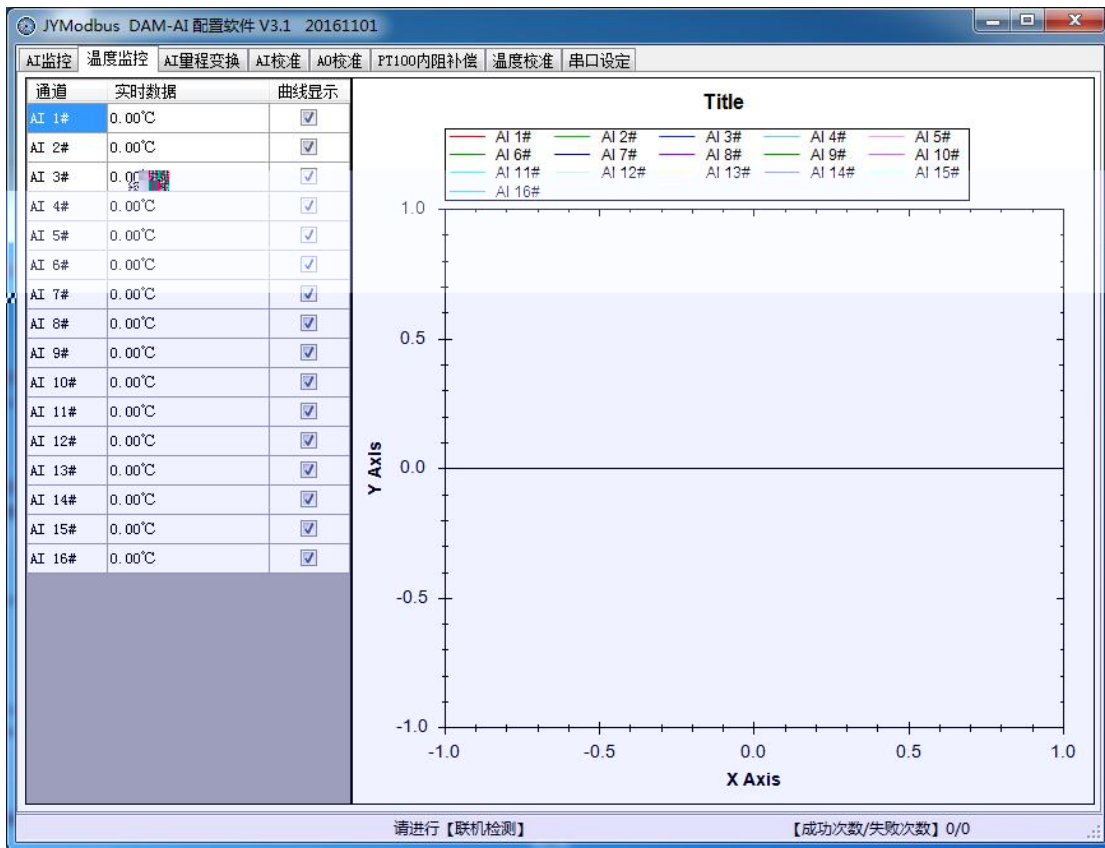 JYModbus DAM-AI 配置软件 V3.1 20161101
AI监控 温度监控 AI量程变换 AI校准 AO校准 PT100内阻补偿 温度校准 串口设定
通道 实时数据 曲线显示
AI 1# 0.00℃
AI 2# 0.00℃
AI 3#
AI 4# 0.00℃
AI 5# 0.00℃
AI 6# 0.00℃
AI 7# 0.00℃
AI 8# 0.00℃
AI 9# 0.00℃
AI 10# 0.00℃
AI 11# 0.00℃
AI 12# 0.00℃
AI 13# 0.00℃
AI 14# 0.00℃
AI 15# 0.00℃
AI 16# 0.00℃
Title
AI 1# AI 2# AI 3# AI 4# AI 5#
AI 6# AI 7# AI 8# AI 9# AI 10#
AI 11# AI 12# AI 13# AI 14# AI 15#
AI 16#
1.0
0.5
0.0
-0.5
-1.0
Y Axis
-1.0 -0.5 0.0 0.5 1.0
X Axis
请进行【联机检测】 【成功次数/失败次数】0/0